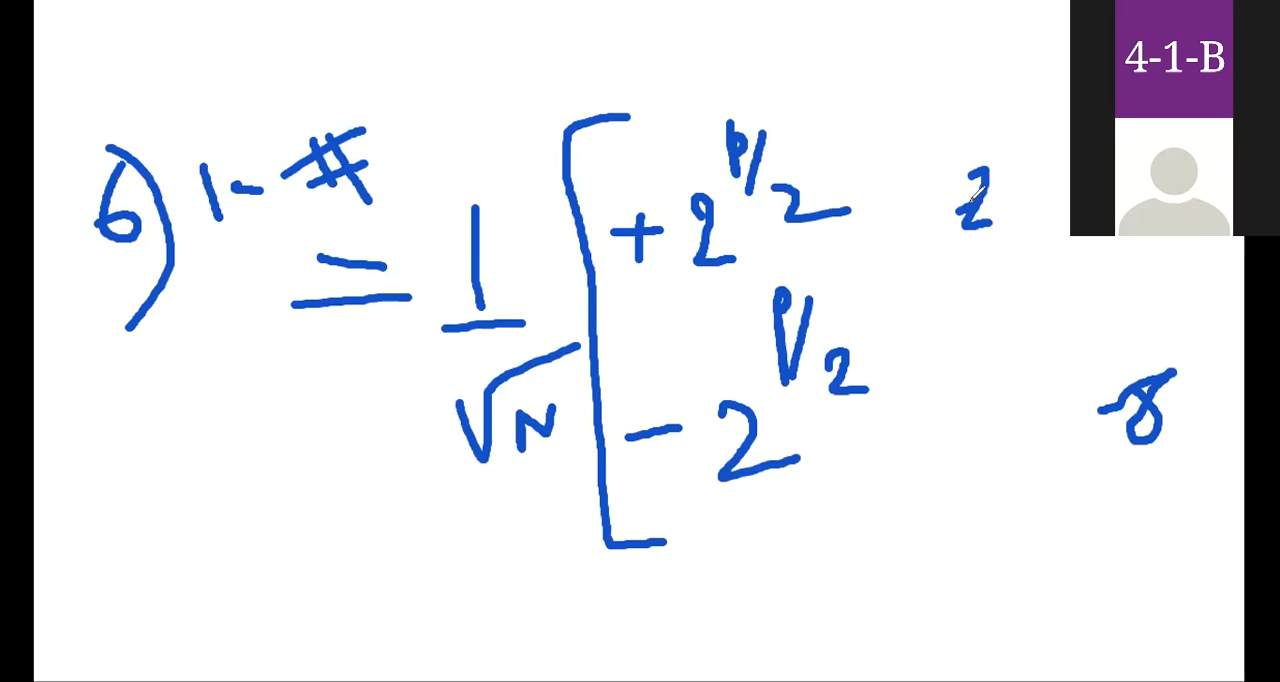 4-1-B
6) 1- #
= 1/√N [ + 2^p/2 2
- 2^p/2 8